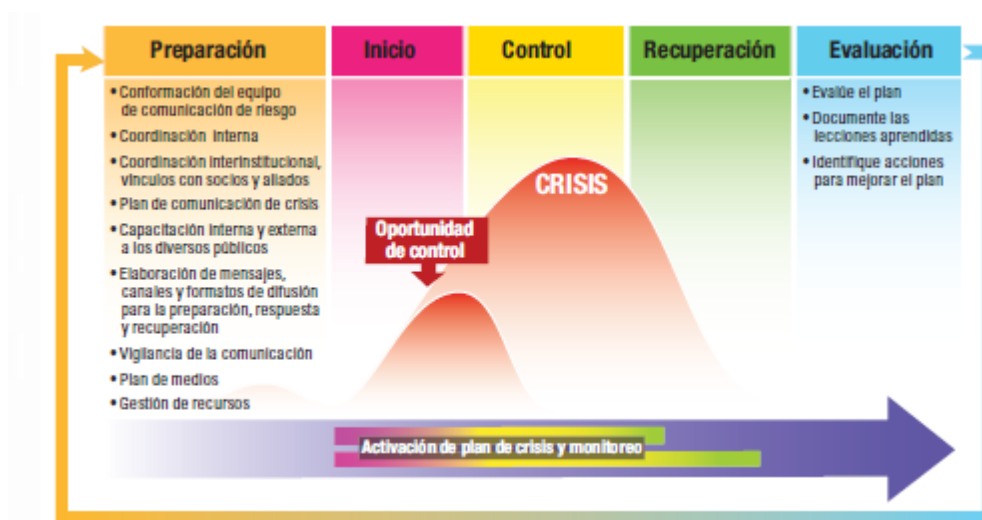 Preparación
Inicio
Control
Recuperación
Evaluación
• Conformación del equipo
de comunicación de riesgo
• Coordinación interna
• Coordinación interinstitucional,
vínculos con socios y aliados
• Plan de comunicación de crisis
• Capacitación interna y externa
a los diversos públicos
• Elaboración de mensajes,
canales y formatos de difusión
para la preparación, respuesta
y recuperación
• Vigilancia de la comunicación
• Plan de medios
• Gestión de recursos
Oportunidad
de control
CRISIS
• Evalúe el plan
• Documente las
lecciones aprendidas
• Identifique acciones
para mejorar el plan
Activación de plan de crisis y monitoreo